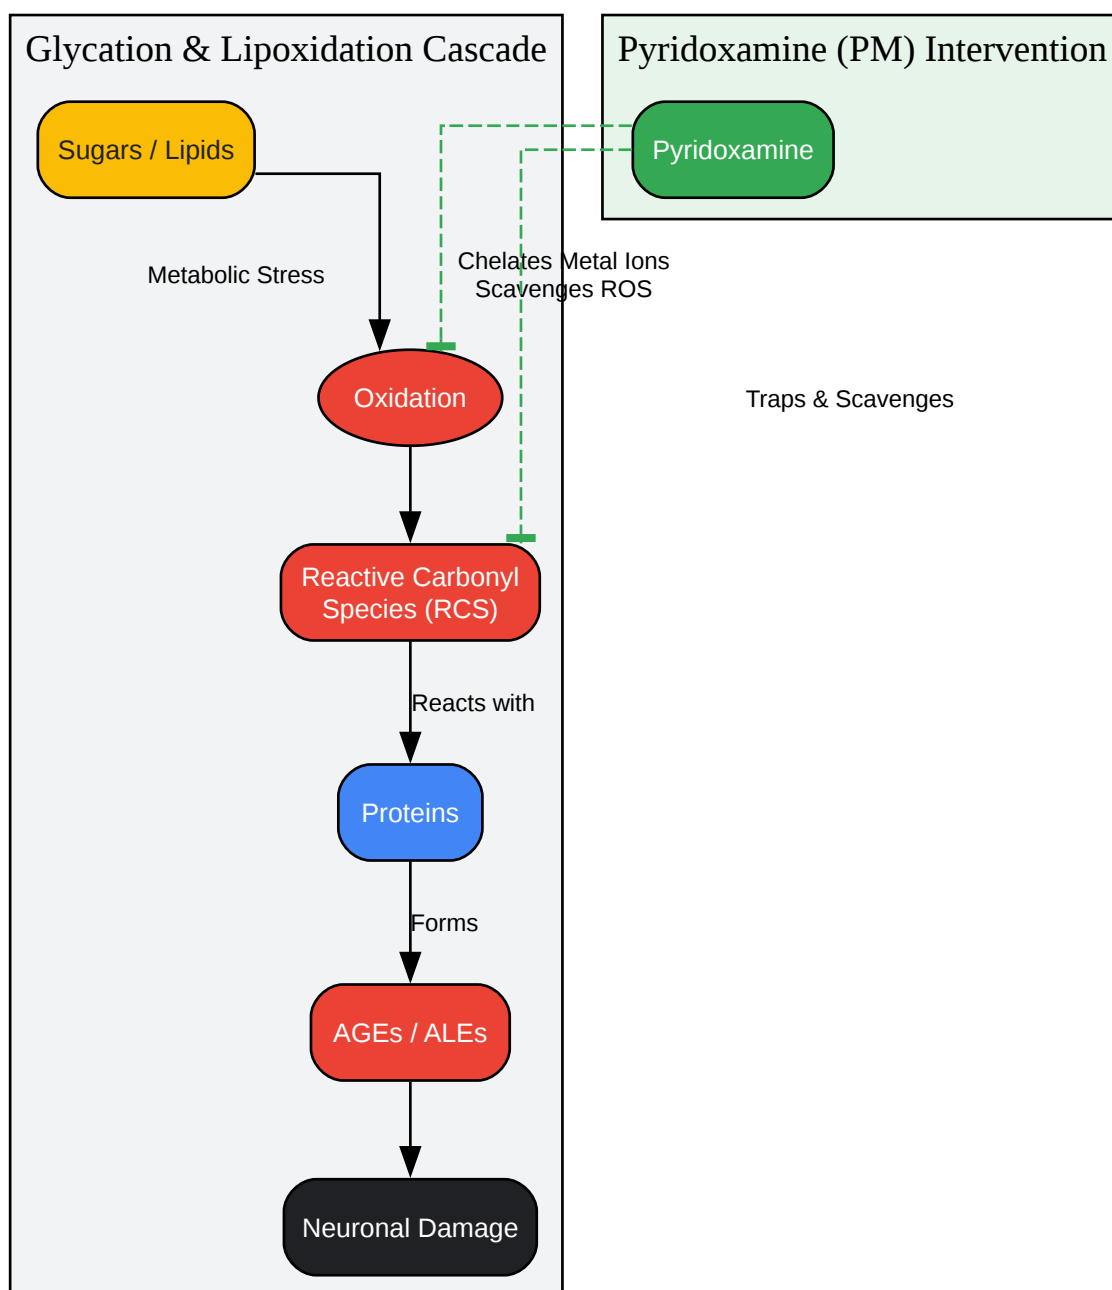 Glycation & Lipoxidation Cascade
Pyridoxamine (PM) Intervention
Sugars / Lipids
Pyridoxamine
Metabolic Stress
Chelates Metal Ions
Scavenges ROS
Oxidation
Traps & Scavenges
Reactive Carbonyl
Species (RCS)
Reacts with
Proteins
Forms
AGEs / ALEs
Neuronal Damage